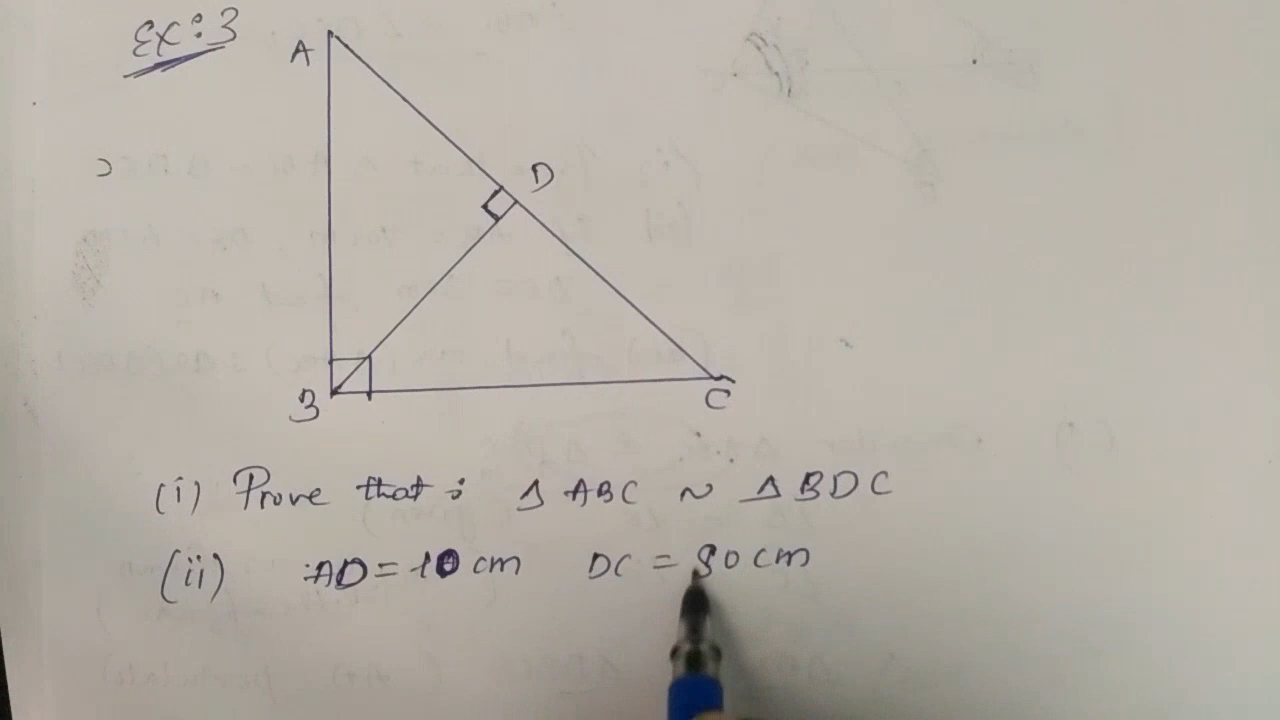 Ex:3
A
D
B
C
(i) Prove that : Δ ABC ~ Δ BDC
(ii) AD = 10 cm DC = 80 cm